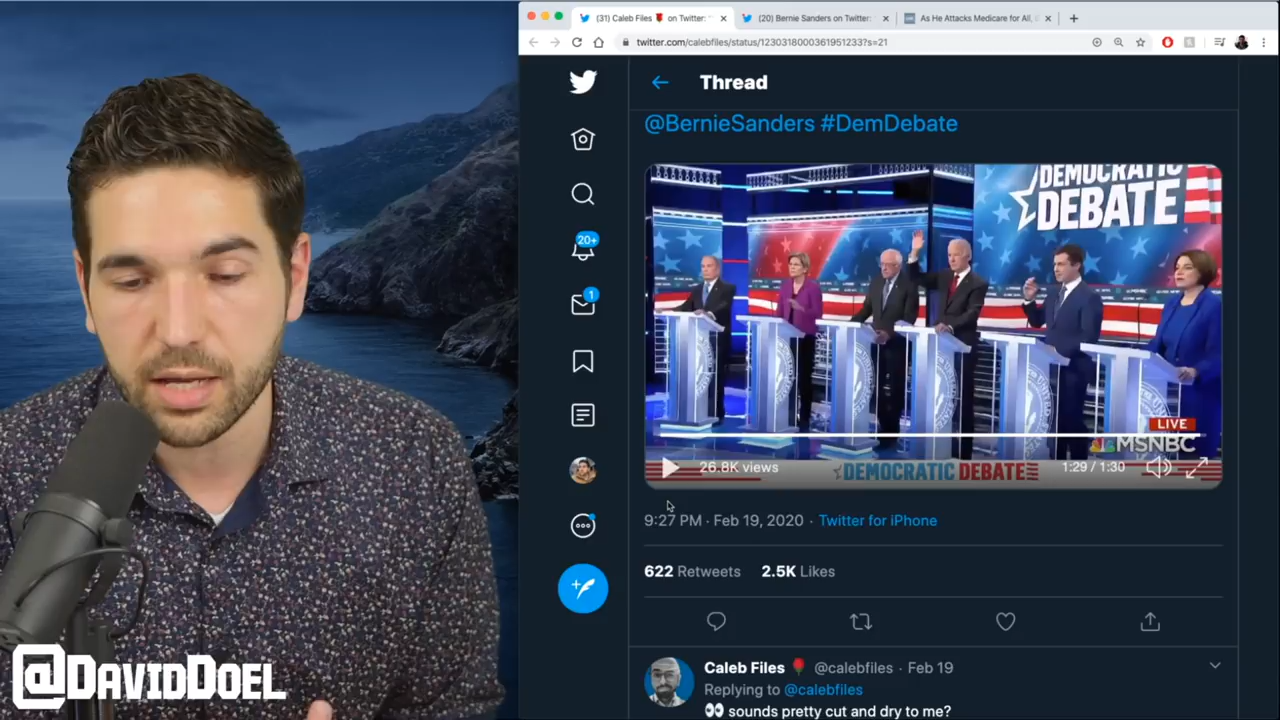 (31) Caleb Files 🌹 on Twitter: "
(20) Bernie Sanders on Twitter:
As He Attacks Medicare for All,
twitter.com/calebfiles/status/1230318000361951233?s=21
Thread
@BernieSanders #DemDebate
DEMOCRATIC
DEBATE
LIVE
MSNBC
26.8K views
DEMOCRATIC DEBATE
1:29 / 1:30
20+
1
9:27 PM · Feb 19, 2020 · Twitter for iPhone
622 Retweets 2.5K Likes
Caleb Files 🌹 @calebfiles · Feb 19
Replying to @calebfiles
👀 sounds pretty cut and dry to me?
@DAVIDDOEL